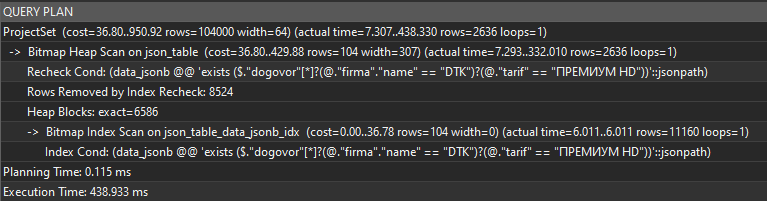 QUERY PLAN
ProjectSet  (cost=36.80..950.92 rows=104000 width=64) (actual time=7.307..438.330 rows=2636 loops=1)
->  Bitmap Heap Scan on json_table  (cost=36.80..429.88 rows=104 width=307) (actual time=7.293..332.010 rows=2636 loops=1)
Recheck Cond: (data_jsonb @@ 'exists ($."dogovor"[*]?(@."firma"."name" == "DTK")?(@."tarif" == "ПРЕМИУМ HD"))'::jsonpath)
Rows Removed by Index Recheck: 8524
Heap Blocks: exact=6586
->  Bitmap Index Scan on json_table_data_jsonb_idx  (cost=0.00..36.78 rows=104 width=0) (actual time=6.011..6.011 rows=11160 loops=1)
Index Cond: (data_jsonb @@ 'exists ($."dogovor"[*]?(@."firma"."name" == "DTK")?(@."tarif" == "ПРЕМИУМ HD"))'::jsonpath)
Planning Time: 0.115 ms
Execution Time: 438.933 ms